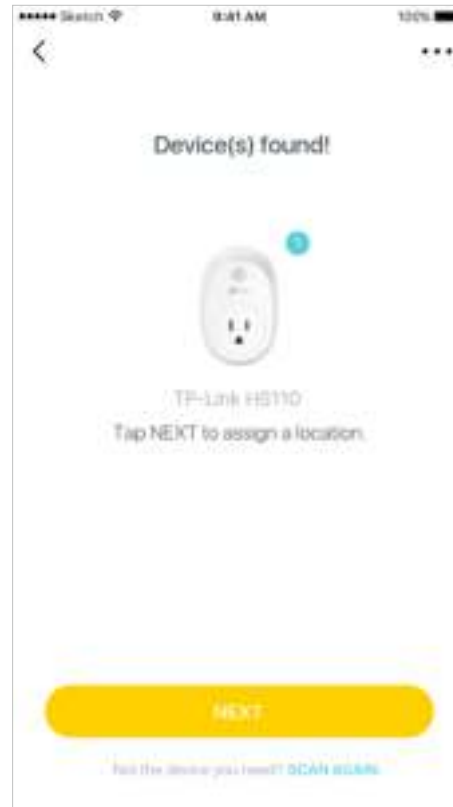 Sketch 9:41 AM 100%
Device(s) found!
TP-Link HS110
Tap NEXT to assign a location.
NEXT
Not the device you need? SCAN AGAIN.